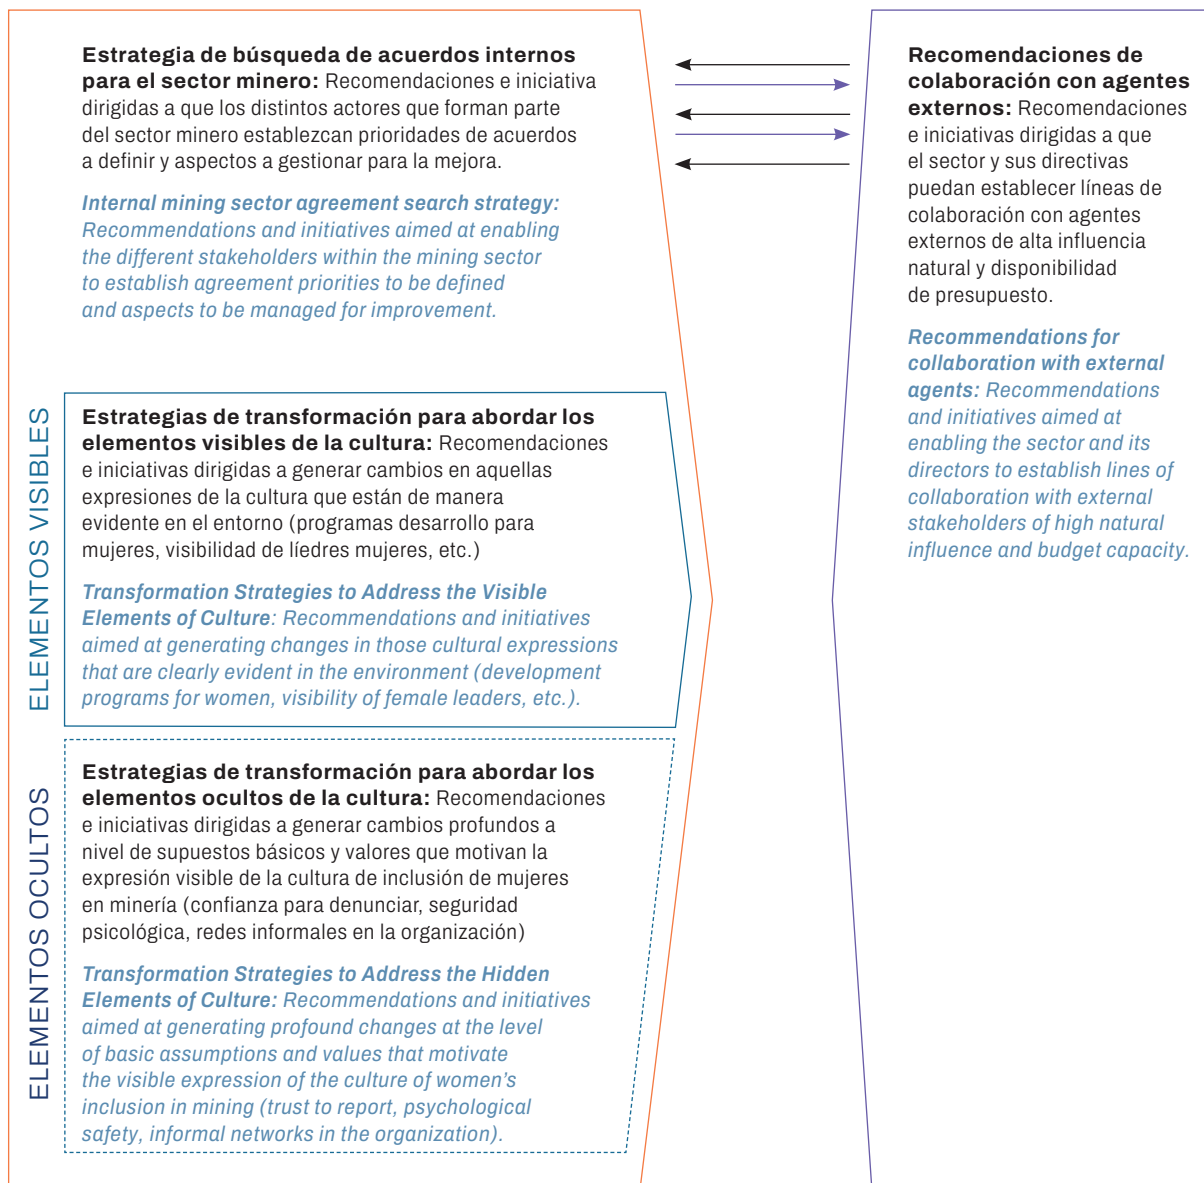 Estrategia de búsqueda de acuerdos internos
para el sector minero: Recomendaciones e iniciativa
dirigidas a que los distintos actores que forman parte
del sector minero establezcan prioridades de acuerdos
a definir y aspectos a gestionar para la mejora.
Internal mining sector agreement search strategy:
Recommendations and initiatives aimed at enabling
the different stakeholders within the mining sector
to establish agreement priorities to be defined
and aspects to be managed for improvement.
ELEMENTOS VISIBLES
Estrategias de transformación para abordar los
elementos visibles de la cultura: Recomendaciones
e iniciativas dirigidas a generar cambios en aquellas
expresiones de la cultura que están de manera
evidente en el entorno (programas desarrollo para
mujeres, visibilidad de líedres mujeres, etc.)
Transformation Strategies to Address the Visible
Elements of Culture: Recommendations and initiatives
aimed at generating changes in those cultural expressions
that are clearly evident in the environment (development
programs for women, visibility of female leaders, etc.).
ELEMENTOS OCULTOS
Estrategias de transformación para abordar los
elementos ocultos de la cultura: Recomendaciones
e iniciativas dirigidas a generar cambios profundos a
nivel de supuestos básicos y valores que motivan la
expresión visible de la cultura de inclusión de mujeres
en minería (confianza para denunciar, seguridad
psicológica, redes informales en la organización)
Transformation Strategies to Address the Hidden
Elements of Culture: Recommendations and initiatives
aimed at generating profound changes at the level
of basic assumptions and values that motivate
the visible expression of the culture of women's
inclusion in mining (trust to report, psychological
safety, informal networks in the organization).
Recomendaciones de
colaboración con agentes
externos: Recomendaciones
e iniciativas dirigidas a que
el sector y sus directivas
puedan establecer líneas de
colaboración con agentes
externos de alta influencia
natural y disponibilidad
de presupuesto.
Recommendations for
collaboration with external
agents: Recommendations
and initiatives aimed at
enabling the sector and its
directors to establish lines of
collaboration with external
stakeholders of high natural
influence and budget capacity.